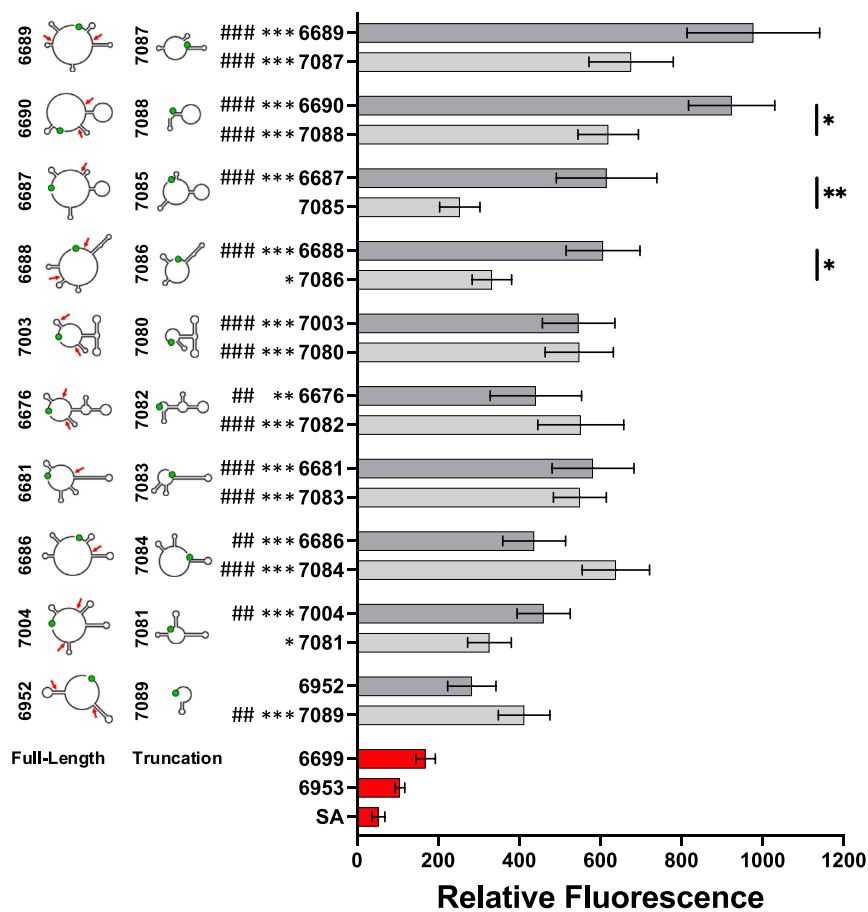 6689 7087 ### *** 6689
### *** 7087
6690 7088 ### *** 6690
### *** 7088
*
6687 7085 ### *** 6687
7085
**
6688 7086 ### *** 6688
* 7086
*
7003 7080 ### *** 7003
### *** 7080
6676 7082 ## ** 6676
### *** 7082
6681 7083 ### *** 6681
### *** 7083
6686 7084 ## *** 6686
### *** 7084
7004 7081 ## *** 7004
* 7081
6952 7089 6952
## *** 7089
Full-Length Truncation 6699
6953
SA
0 200 400 600 800 1000 1200
Relative Fluorescence